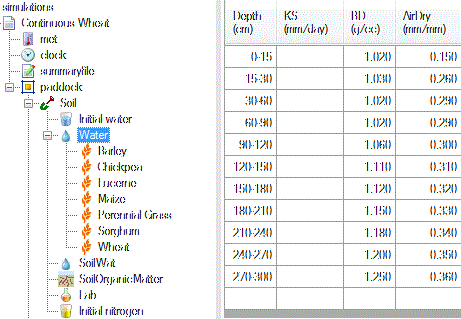 simulations
Continuous Wheat
met
clock
summaryfile
paddock
Soil
Initial water
Water
Barley
Chickpea
Lucerne
Maize
Perennial Grass
Sorghum
Wheat
SoilWat
SoilOrganicMatter
Lab
Initial nitrogen
Depth (cm) KS (mm/day) BD (g/cc) AirDry (mm/mm)
0-15 1.020 0.150
15-30 1.030 0.260
30-60 1.020 0.290
60-90 1.020 0.290
90-120 1.060 0.300
120-150 1.110 0.310
150-180 1.120 0.320
180-210 1.150 0.330
210-240 1.180 0.340
240-270 1.200 0.350
270-300 1.250 0.360